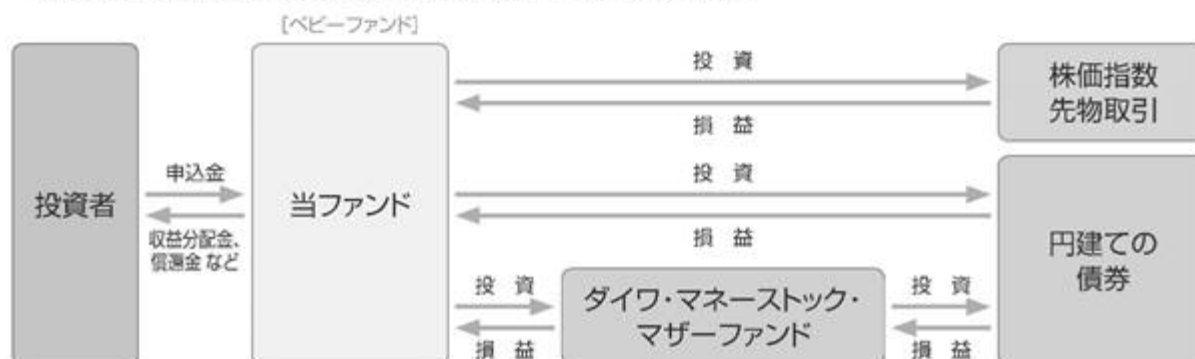 [ベビーファンド]
投資者
申込金
収益分配金、
償還金 など
当ファンド
投 資
損 益
株価指数
先物取引
投 資
損 益
投 資
損 益
ダイワ・マネーストック・
マザーファンド
投 資
損 益
円建ての
債券